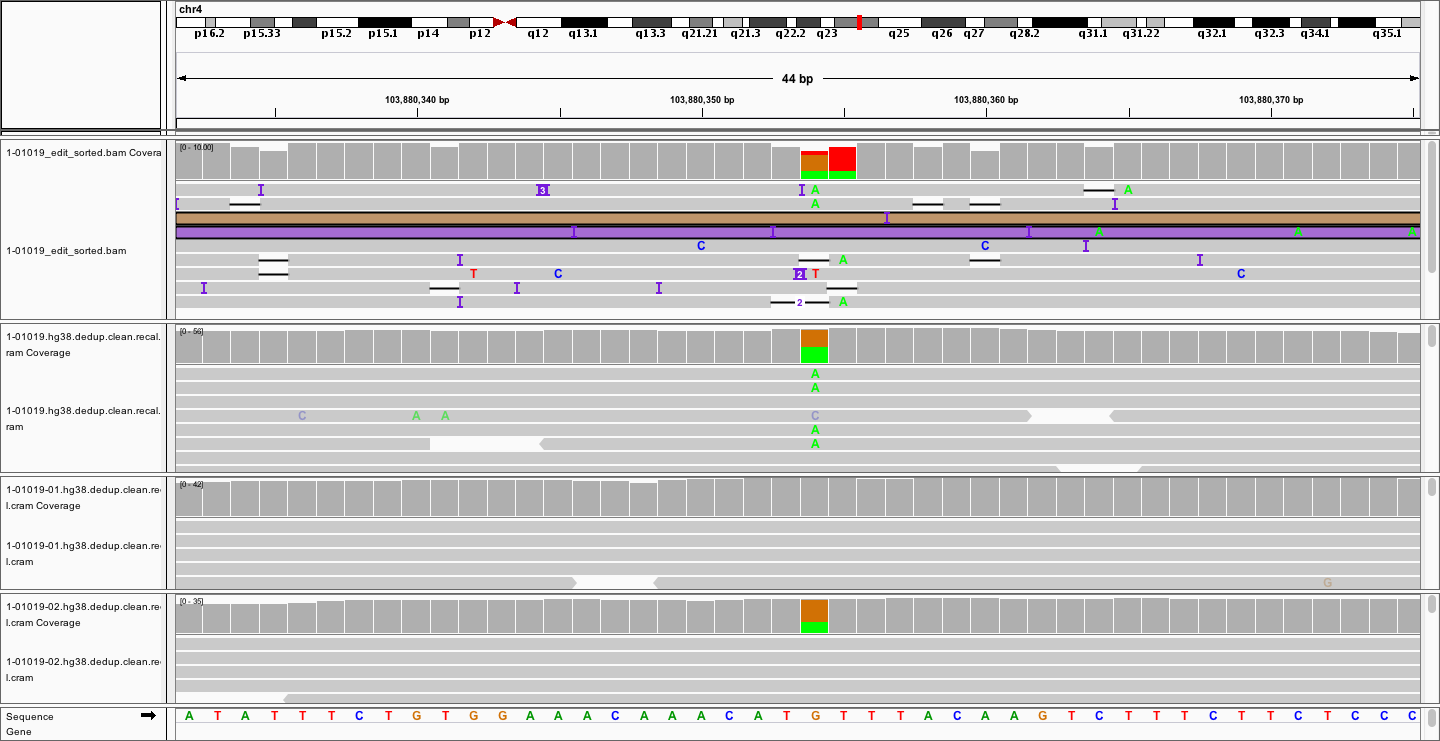 chr4
p16.2 p15.33 p15.2 p15.1 p14 p12 q12 q13.1 q13.3 q21.21 q21.3 q22.2 q23 q25 q26 q27 q28.2 q31.1 q31.22 q32.1 q32.3 q34.1 q35.1
44 bp
103,880,340 bp 103,880,350 bp 103,880,360 bp 103,880,370 bp
1-01019_edit_sorted.bam Covera
[0 - 10.00]
3 A A
A
1-01019_edit_sorted.bam
A A A
C C
A
T C 2 T C
2 A
1-01019.hg38.dedup.clean.recal.
ram Coverage
[0 - 56]
A
A
1-01019.hg38.dedup.clean.recal.
ram
C A A C
A
A
1-01019-01.hg38.dedup.clean.re
l.cram Coverage
[0 - 42]
1-01019-01.hg38.dedup.clean.re
l.cram
G
1-01019-02.hg38.dedup.clean.re
l.cram Coverage
[0 - 35]
1-01019-02.hg38.dedup.clean.re
l.cram
Sequence
A T A T T T C T G T G G A A A C A A A C A T G T T T A C A A G T C T T T C T T C T C C C
Gene